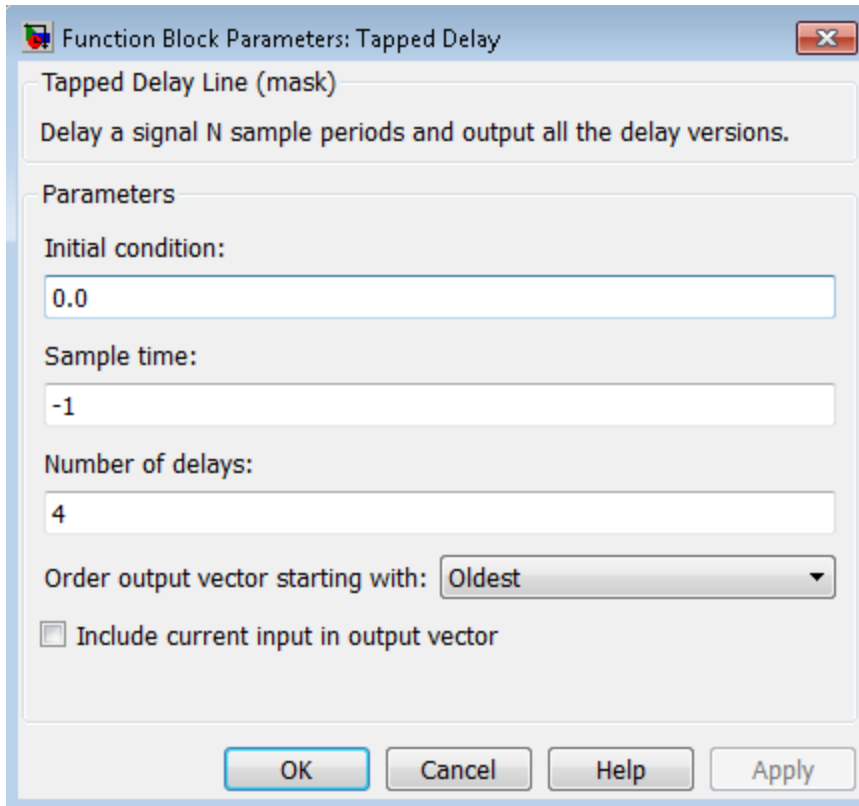 Function Block Parameters: Tapped Delay
Tapped Delay Line (mask)
Delay a signal N sample periods and output all the delay versions.
Parameters
Initial condition:
0.0
Sample time:
-1
Number of delays:
4
Order output vector starting with: Oldest
Include current input in output vector
OK Cancel Help Apply